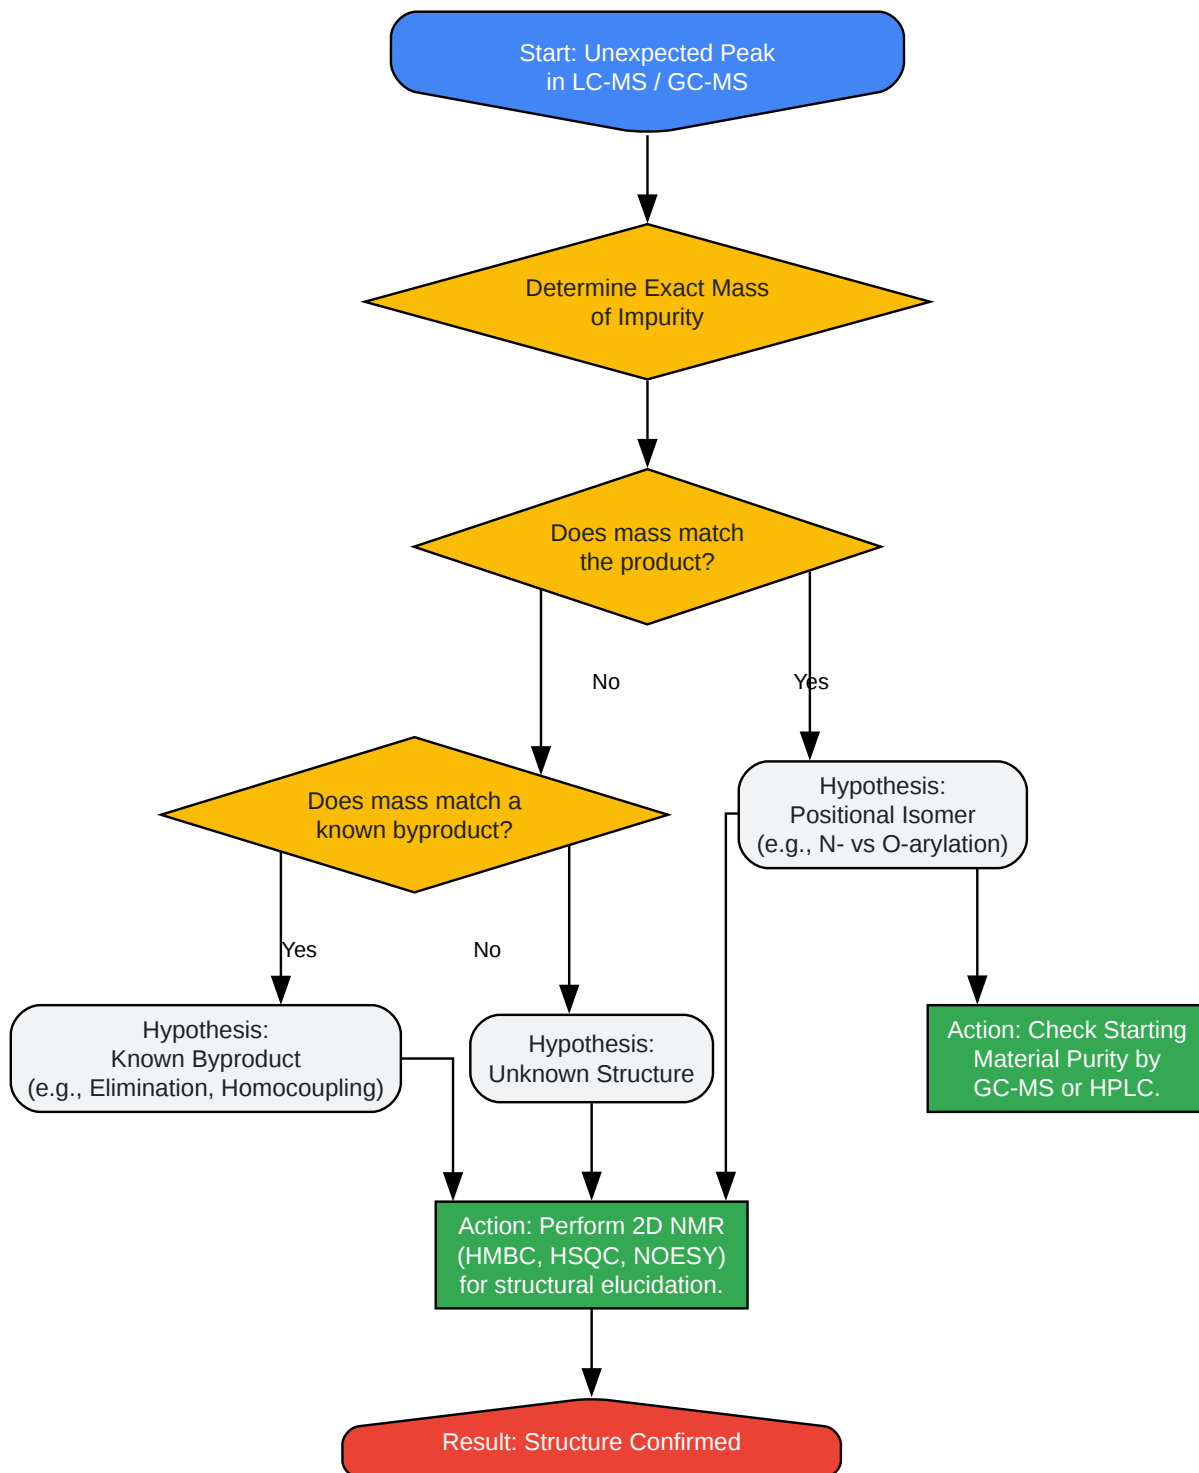 Start: Unexpected Peak
in LC-MS / GC-MS
Determine Exact Mass
of Impurity
Does mass match
the product?
No
Yes
Does mass match a
known byproduct?
Hypothesis:
Positional Isomer
(e.g., N- vs O-arylation)
Yes
No
Hypothesis:
Known Byproduct
(e.g., Elimination, Homocoupling)
Hypothesis:
Unknown Structure
Action: Check Starting
Material Purity by
GC-MS or HPLC.
Action: Perform 2D NMR
(HMBC, HSQC, NOESY)
for structural elucidation.
Result: Structure Confirmed